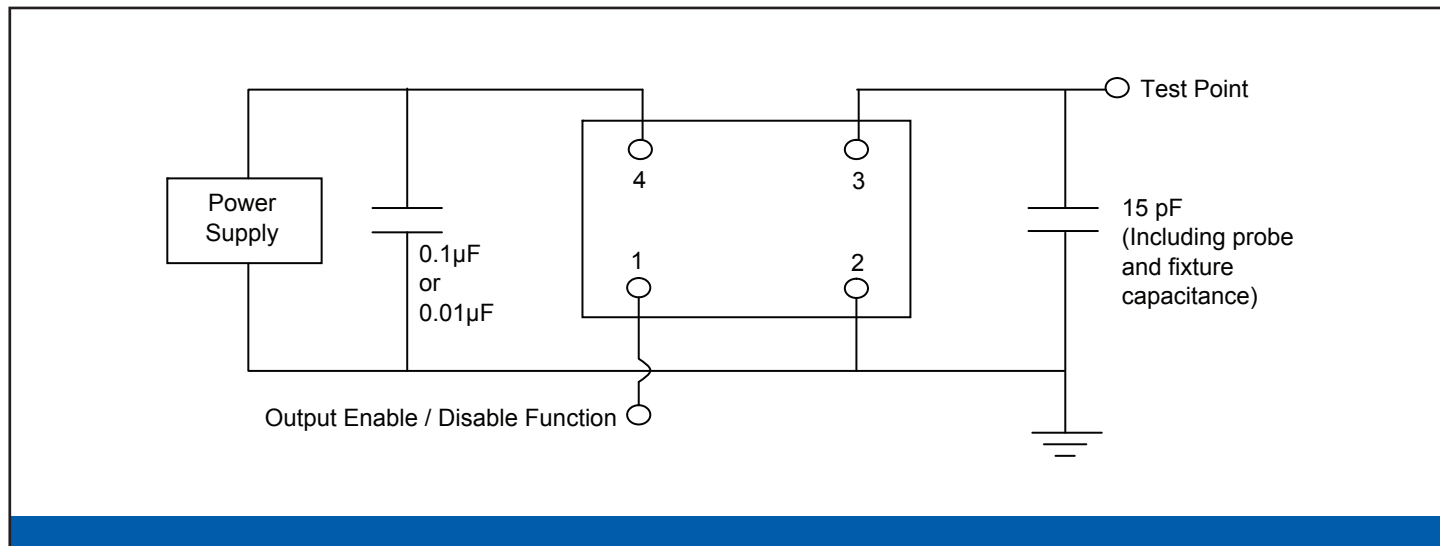 Test Point
4
3
Power
Supply
15 pF
(Including probe
and fixture
capacitance)
0.1µF
or
0.01µF
1
2
Output Enable / Disable Function